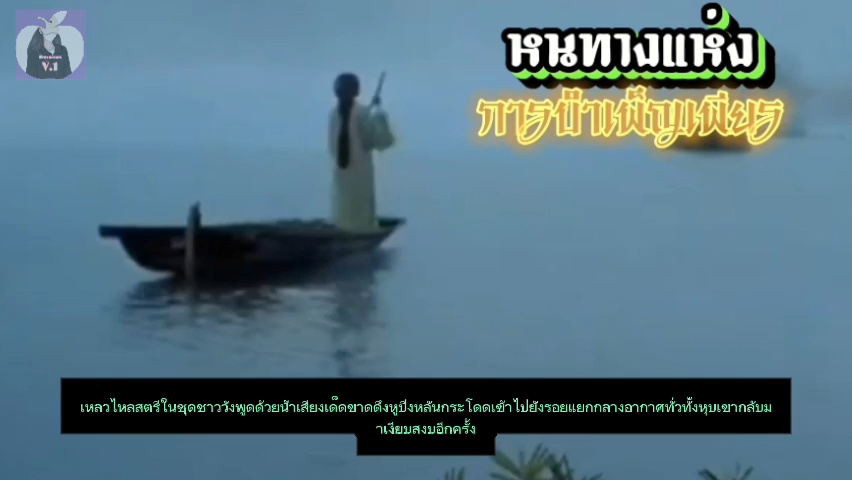 หนทางแห่ง
การบำเพ็ญเพียร
V.1
เหลวไหลสตรีในชุดชาววังพูดด้วยน้ำเสียงเด็ดขาดดึงหูบึ่งหลันกระโดดเข้าไปยังรอยแยกกลางอากาศทั่วทั้งหุบเขากลับม
าเงียบสงบอีกครั้ง